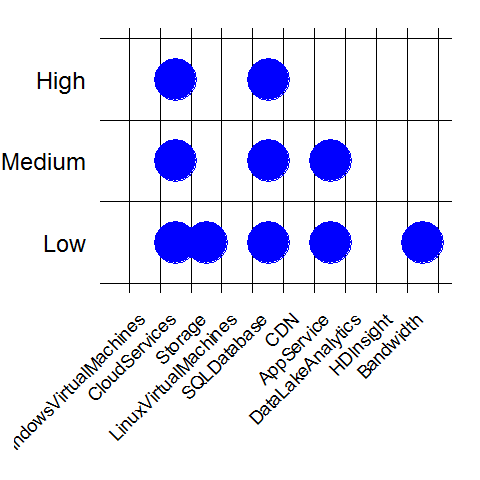 High
Medium
Low
ndowsVirtualMachines
CloudServices
Storage
LinuxVirtualMachines
SQLDatabase
CDN
AppService
DataLakeAnalytics
HDInsight
Bandwidth